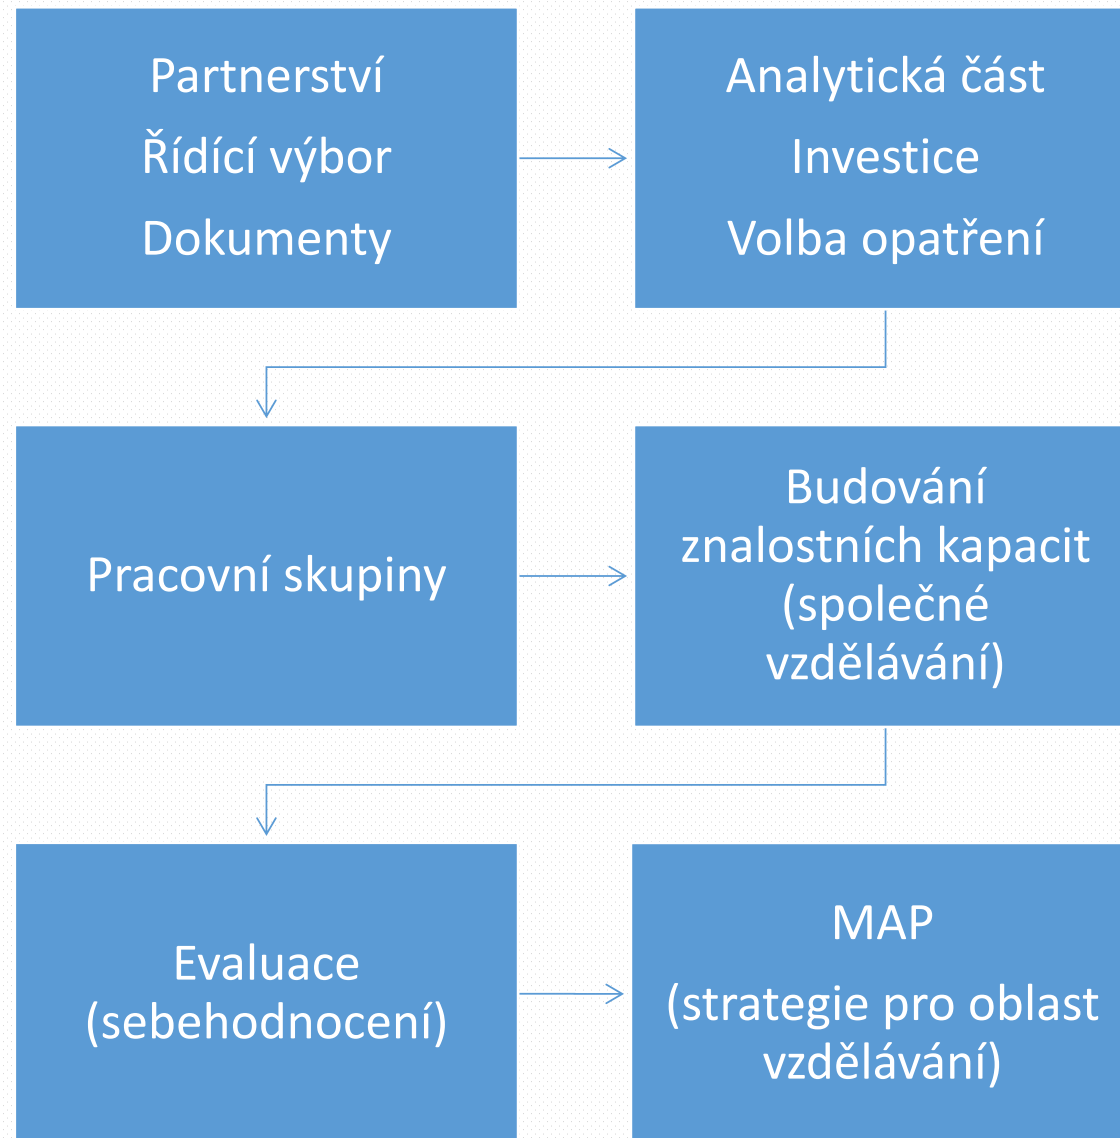 Partnerství
Řídící výbor
Dokumenty
Analytická část
Investice
Volba opatření
Pracovní skupiny
Budování
znalostních kapacit
(společné
vzdělávání)
Evaluace
(sebehodnocení)
MAP
(strategie pro oblast
vzdělávání)